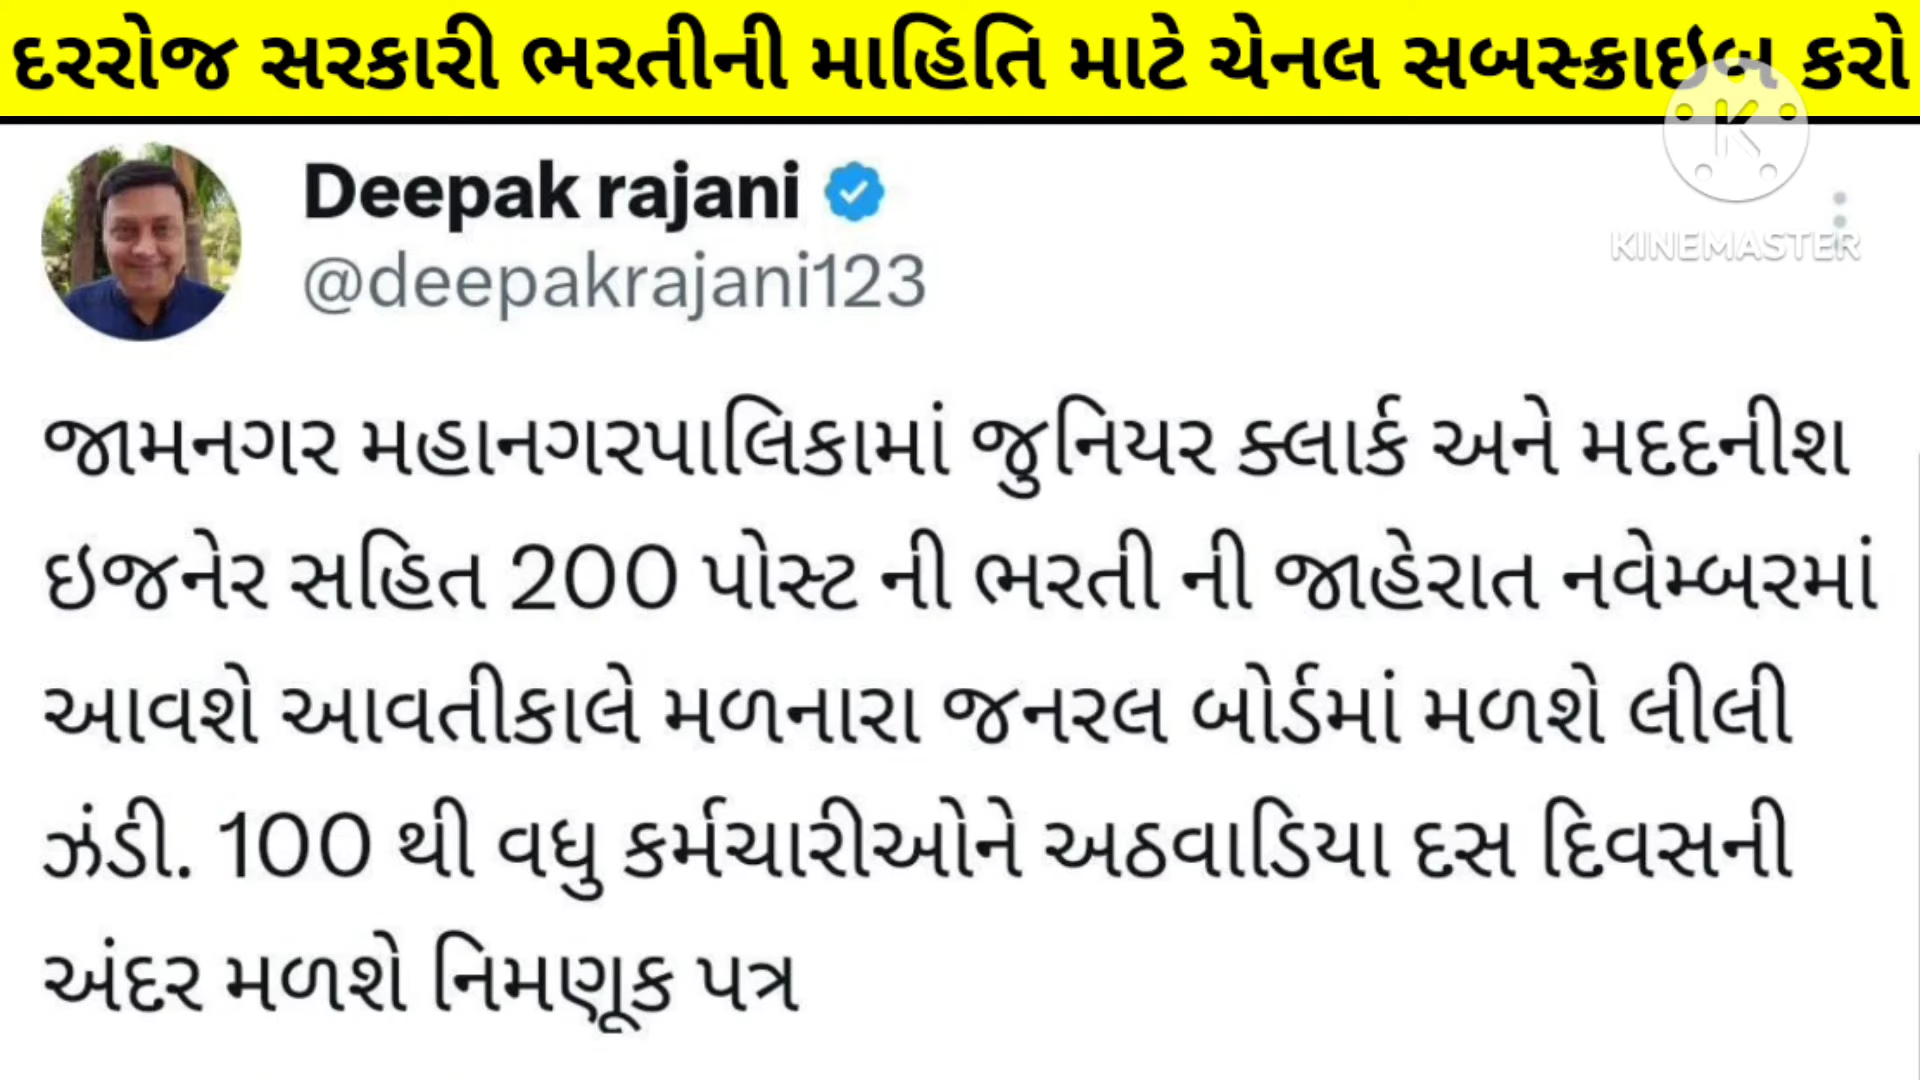 દરરોજ સરકારી ભરતીની માહિતિ માટે ચેનલ સબસ્ક્રાઇબ કરો
Deepak rajani
@deepakrajani123
KINEMASTER
જામનગર મહાનગરપાલિકામાં જુનિયર ક્લાર્ક અને મદદનીશ
ઇજનેર સહિત 200 પોસ્ટ ની ભરતી ની જાહેરાત નવેમ્બરમાં
આવશે આવતીકાલે મળનારા જનરલ બોર્ડમાં મળશે લીલી
ઝંડી. 100 થી વધુ કર્મચારીઓને અઠવાડિયા દસ દિવસની
અંદર મળશે નિમણૂક પત્ર